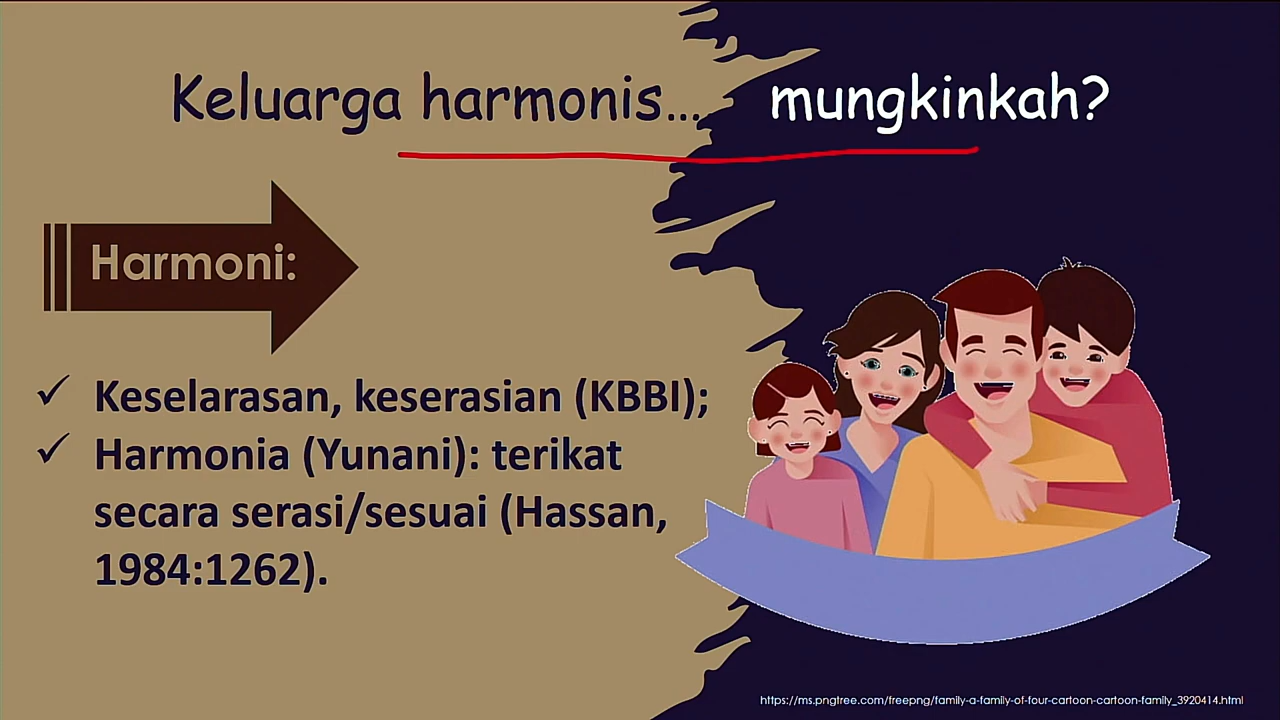 Keluarga harmonis... mungkinkah?
Harmoni:
✓ Keselarasan, keserasian (KBBI);
✓ Harmonia (Yunani): terikat
secara serasi/sesuai (Hassan,
1984:1262).
https://ms.pngtree.com/freepng/family-a-family-of-four-cartoon-cartoon-family_3920414.html